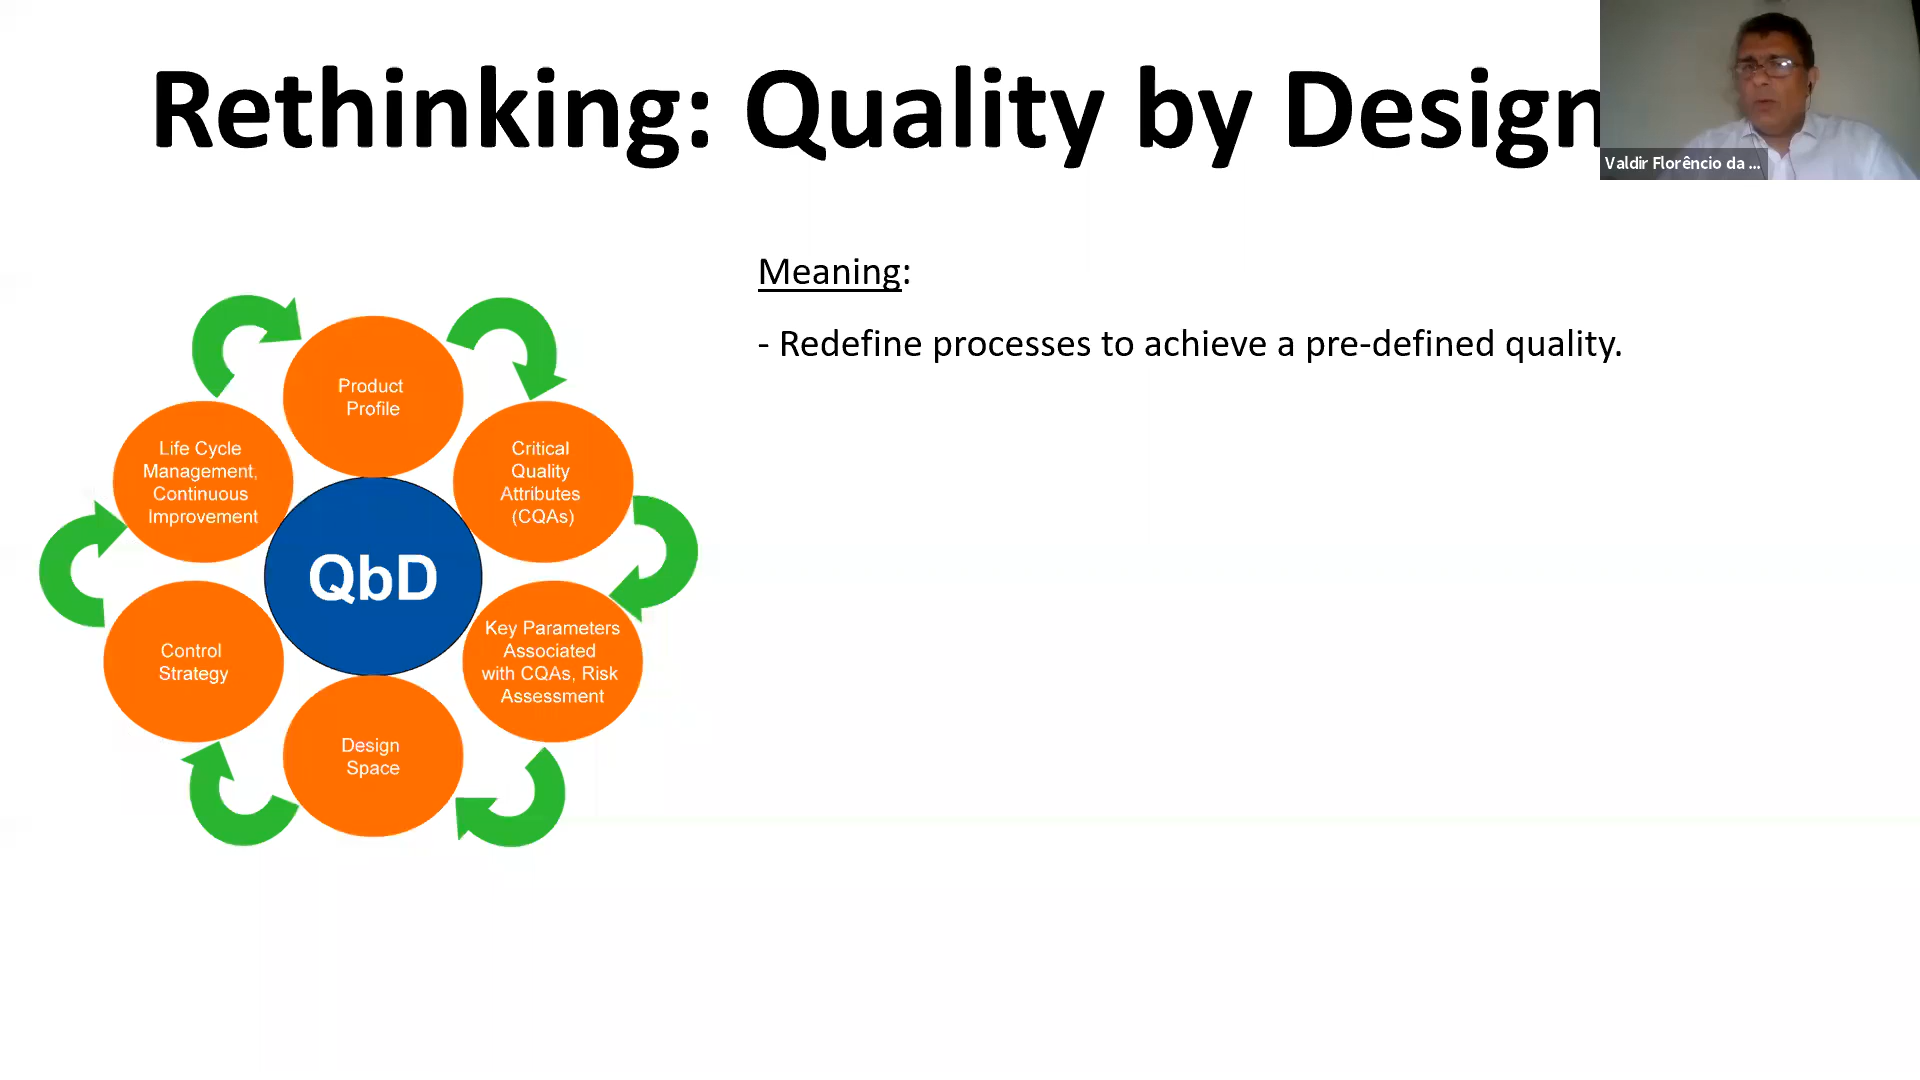 Rethinking: Quality by Design
Valdir Florêncio da ...
Meaning:
- Redefine processes to achieve a pre-defined quality.
Product
Profile
Critical
Quality
Attributes
(CQAs)
Key Parameters
Associated
with CQAs, Risk
Assessment
Design
Space
Control
Strategy
Life Cycle
Management,
Continuous
Improvement
QbD